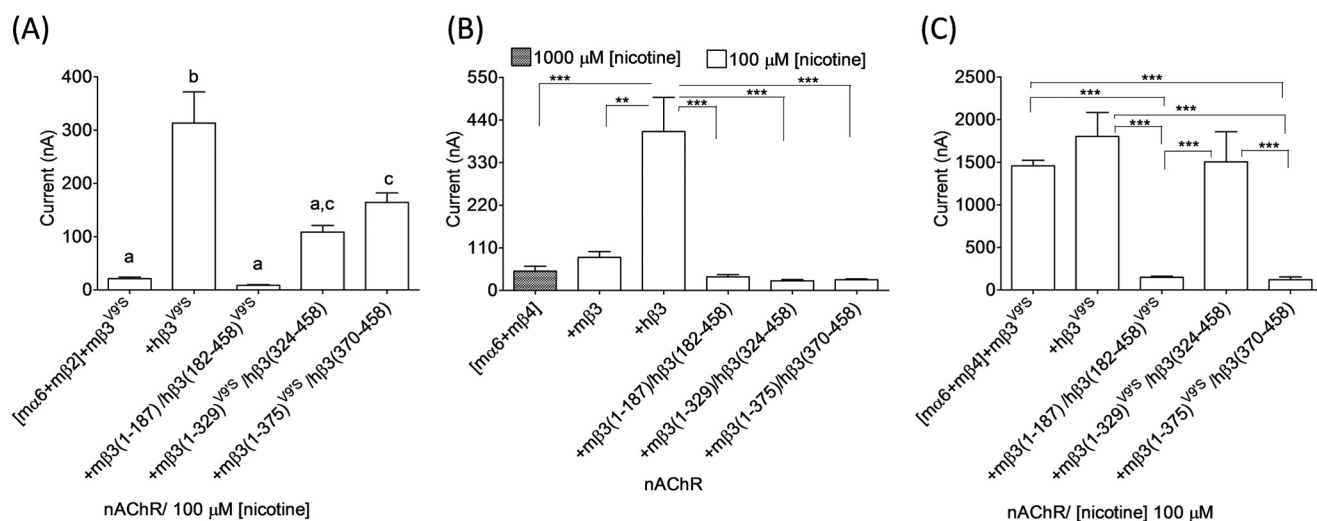 (A)
Current (nA)
400
300
200
100
0
a
b
a
a,c
c
[mα6+mβ2]+mβ3V9'S
+hβ3V9'S
+mβ3(1-187)/hβ3(182-458)V9'S
+mβ3(1-329)V9'S/hβ3(324-458)
+mβ3(1-375)V9'S/hβ3(370-458)
nAChR/ 100 μM [nicotine]
(B)
1000 μM [nicotine]
100 μM [nicotine]
Current (nA)
550
440
330
220
110
0
***
***
**
***
***
[mα6+mβ4]
+mβ3
+hβ3
+mβ3(1-187)/hβ3(182-458)
+mβ3(1-329)/hβ3(324-458)
+mβ3(1-375)/hβ3(370-458)
nAChR
(C)
Current (nA)
2500
2000
1500
1000
500
0
***
***
***
***
***
***
[mα6+mβ4]+mβ3V9'S
+hβ3V9'S
+mβ3(1-187)/hβ3(182-458)V9'S
+mβ3(1-329)V9'S/hβ3(324-458)
+mβ3(1-375)V9'S/hβ3(370-458)
nAChR/ [nicotine] 100 μM